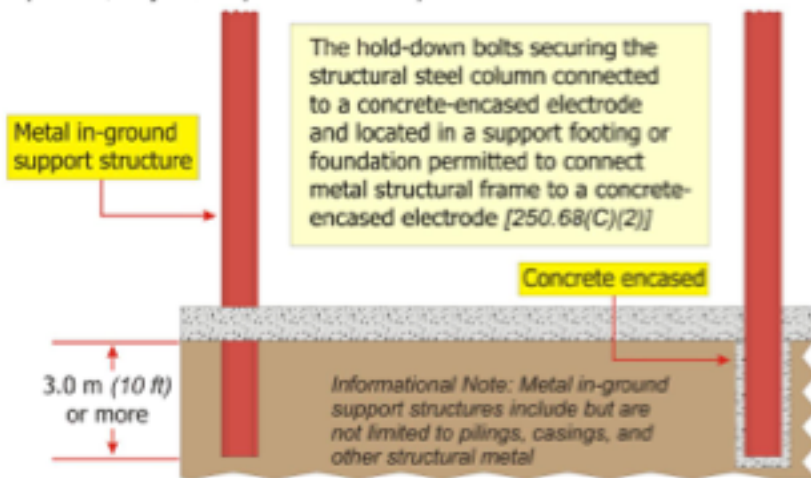 The hold-down bolts securing the
structural steel column connected
to a concrete-encased electrode
and located in a support footing or
foundation permitted to connect
metal structural frame to a concrete-
encased electrode [250.68(C)(2)]
Metal in-ground
support structure
Concrete encased
3.0 m (10 ft)
or more
Informational Note: Metal in-ground
support structures include but are
not limited to pilings, casings, and
other structural metal